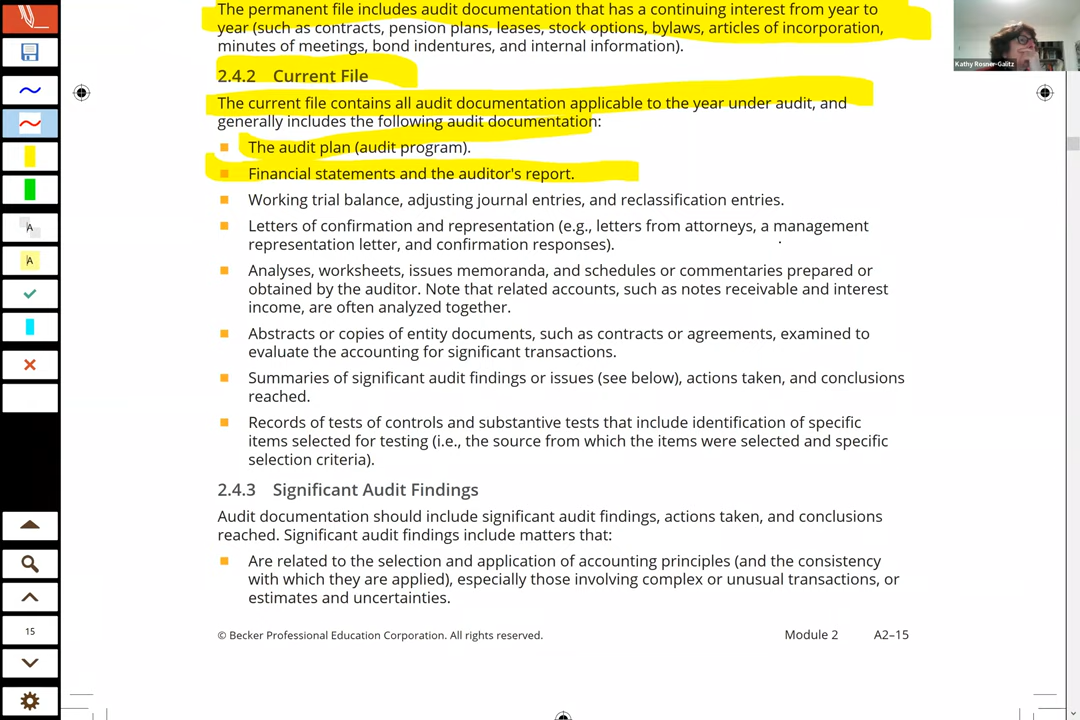 The permanent file includes audit documentation that has a continuing interest from year to
year (such as contracts, pension plans, leases, stock options, bylaws, articles of incorporation,
minutes of meetings, bond indentures, and internal information).
Kathy Rosner-Galitz
2.4.2 Current File
The current file contains all audit documentation applicable to the year under audit, and
generally includes the following audit documentation:
The audit plan (audit program).
Financial statements and the auditor's report.
Working trial balance, adjusting journal entries, and reclassification entries.
Letters of confirmation and representation (e.g., letters from attorneys, a management
representation letter, and confirmation responses).
Analyses, worksheets, issues memoranda, and schedules or commentaries prepared or
obtained by the auditor. Note that related accounts, such as notes receivable and interest
income, are often analyzed together.
Abstracts or copies of entity documents, such as contracts or agreements, examined to
evaluate the accounting for significant transactions.
Summaries of significant audit findings or issues (see below), actions taken, and conclusions
reached.
Records of tests of controls and substantive tests that include identification of specific
items selected for testing (i.e., the source from which the items were selected and specific
selection criteria).
2.4.3 Significant Audit Findings
Audit documentation should include significant audit findings, actions taken, and conclusions
reached. Significant audit findings include matters that:
Are related to the selection and application of accounting principles (and the consistency
with which they are applied), especially those involving complex or unusual transactions, or
estimates and uncertainties.
© Becker Professional Education Corporation. All rights reserved.
Module 2 A2–15
A
A
15